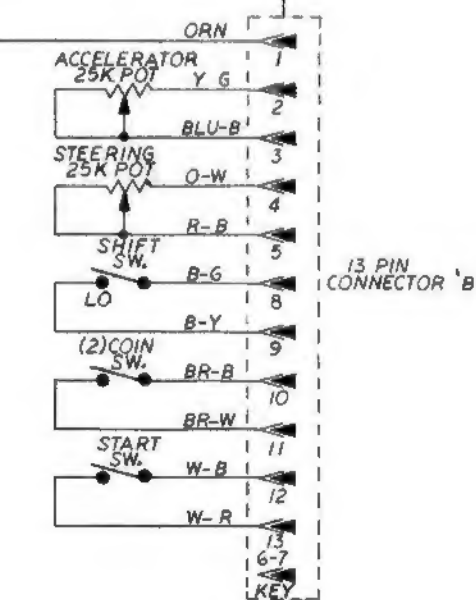 ORN
1
ACCELERATOR
25K POT
Y G
2
BLU-B
3
STEERING
25K POT
O-W
4
R-B
5
SHIFT
SW.
B-G
LO
8
B-Y
9
(2)COIN
SW.
BR-B
10
BR-W
11
START
SW.
W-B
12
W-R
13
6-7
KEY
13 PIN
CONNECTOR 'B